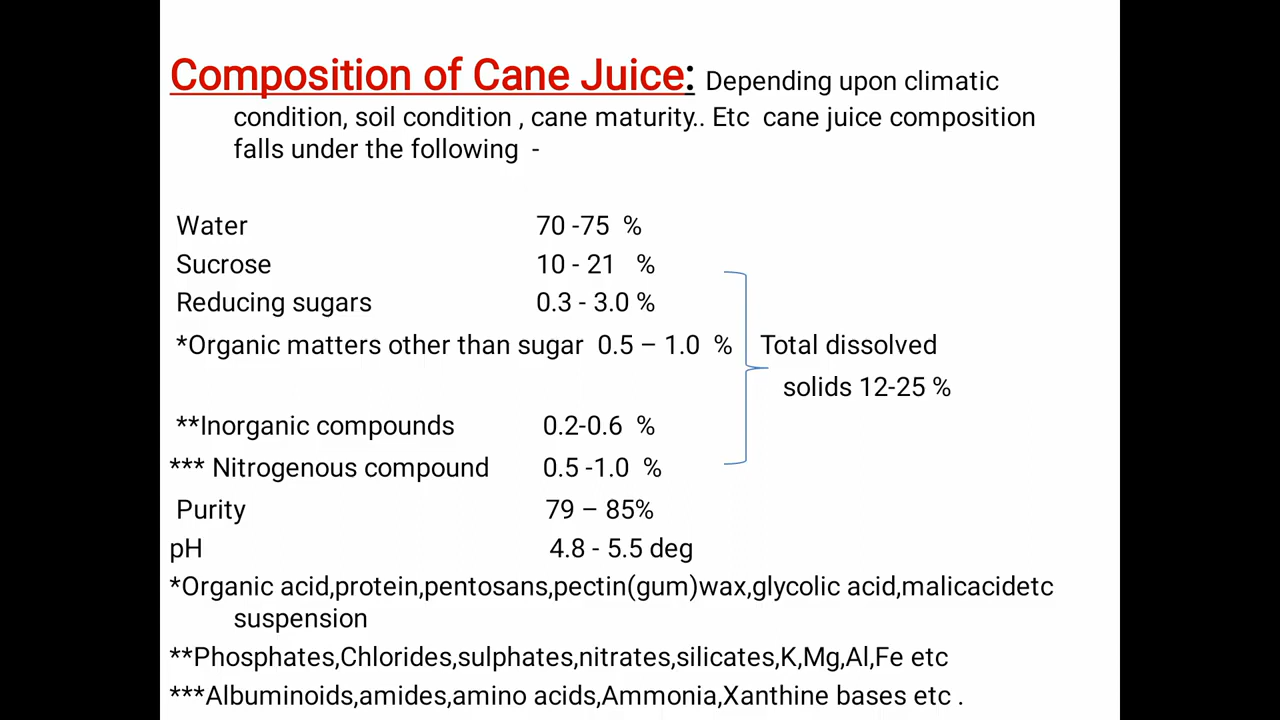 Composition of Cane Juice: Depending upon climatic
condition, soil condition , cane maturity.. Etc cane juice composition
falls under the following -
Water 70 -75 %
Sucrose 10 - 21 %
Reducing sugars 0.3 - 3.0 %
*Organic matters other than sugar 0.5 – 1.0 % Total dissolved
solids 12-25 %
**Inorganic compounds 0.2-0.6 %
*** Nitrogenous compound 0.5 -1.0 %
Purity 79 – 85%
pH 4.8 - 5.5 deg
*Organic acid,protein,pentosans,pectin(gum)wax,glycolic acid,malicacidetc
suspension
**Phosphates,Chlorides,sulphates,nitrates,silicates,K,Mg,Al,Fe etc
***Albuminoids,amides,amino acids,Ammonia,Xanthine bases etc .